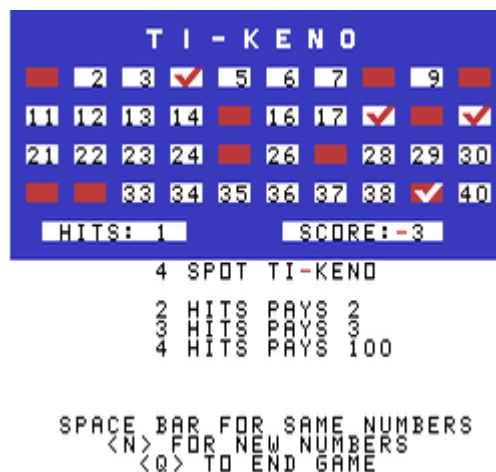 TI-KENO
2 3 5 6 7 9
11 12 13 14 16 17
21 22 23 24 26 28 29 30
33 34 35 36 37 38 40
HITS: 1 SCORE:-3
4 SPOT TI-KENO
2 HITS PAYS 2
3 HITS PAYS 3
4 HITS PAYS 100
SPACE BAR FOR SAME NUMBERS
<N> FOR NEW NUMBERS
<Q> TO END GAME